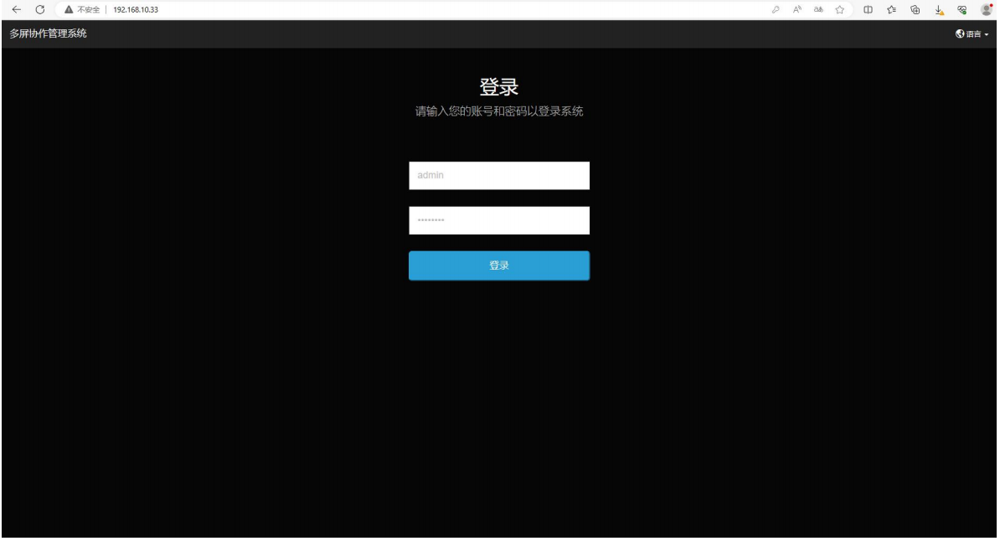 不安全 | 192.168.10.33
多屏协作管理系统
语言
登录
请输入您的账号和密码以登录系统
admin
········
登录